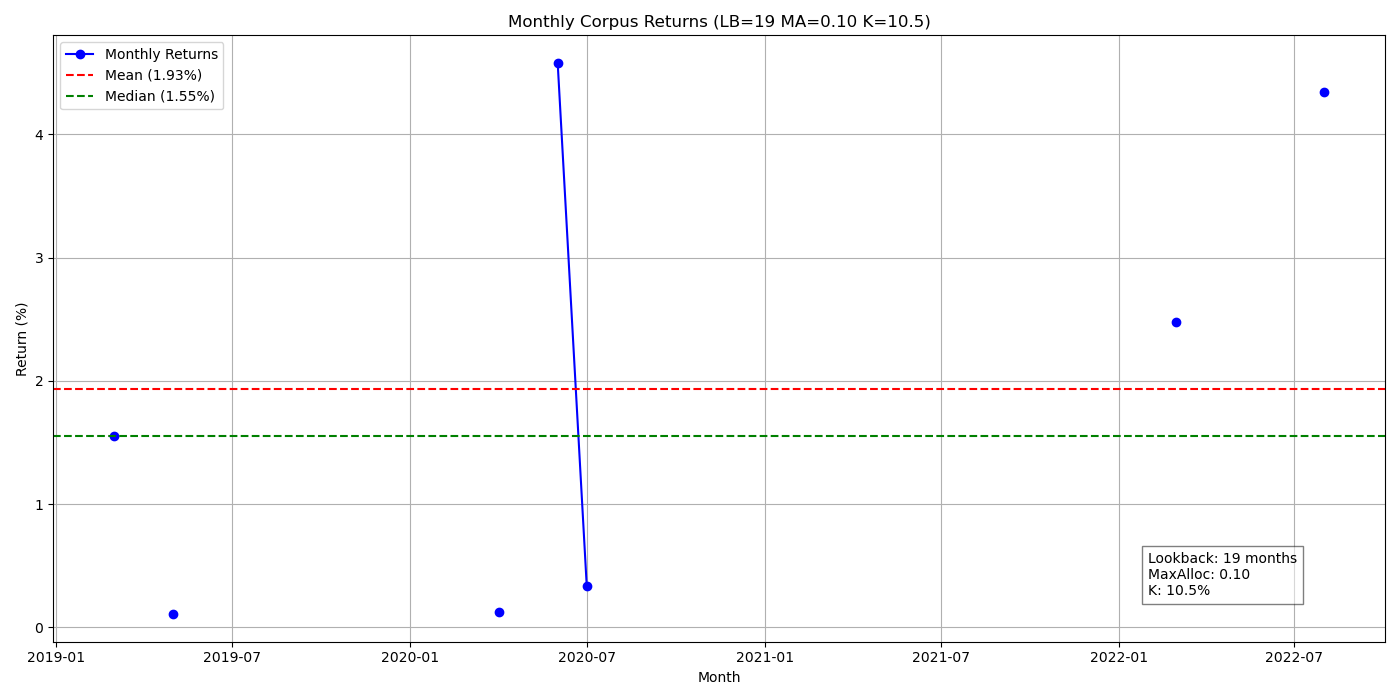 Monthly Corpus Returns (LB=19 MA=0.10 K=10.5)
Monthly Returns
Mean (1.93%)
Median (1.55%)
Return (%)
4
3
2
1
0
Lookback: 19 months
MaxAlloc: 0.10
K: 10.5%
2019-01 2019-07 2020-01 2020-07 2021-01 2021-07 2022-01 2022-07
Month